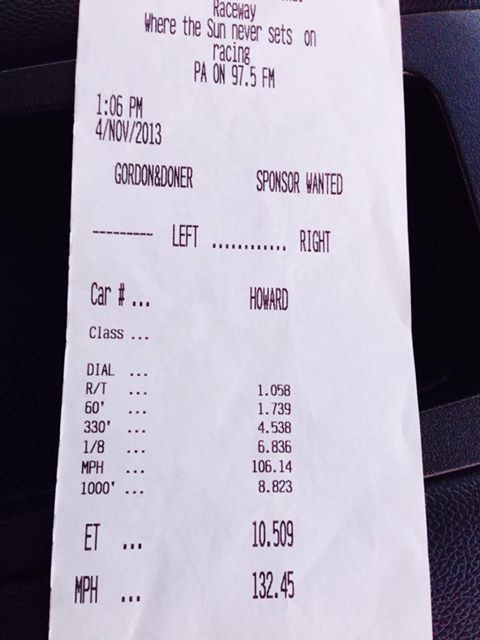 Raceway
Where the Sun never sets on
racing
PA ON 97.5 FM
1:06 PM
4/NOV/2013
GORDON&DONER SPONSOR WANTED
--------- LEFT ............ RIGHT
Car # ... HOWARD
Class ...
DIAL ...
R/T ... 1.058
60' ... 1.739
330' ... 4.538
1/8 ... 6.836
MPH ... 106.14
1000' ... 8.823
ET ... 10.509
MPH ... 132.45